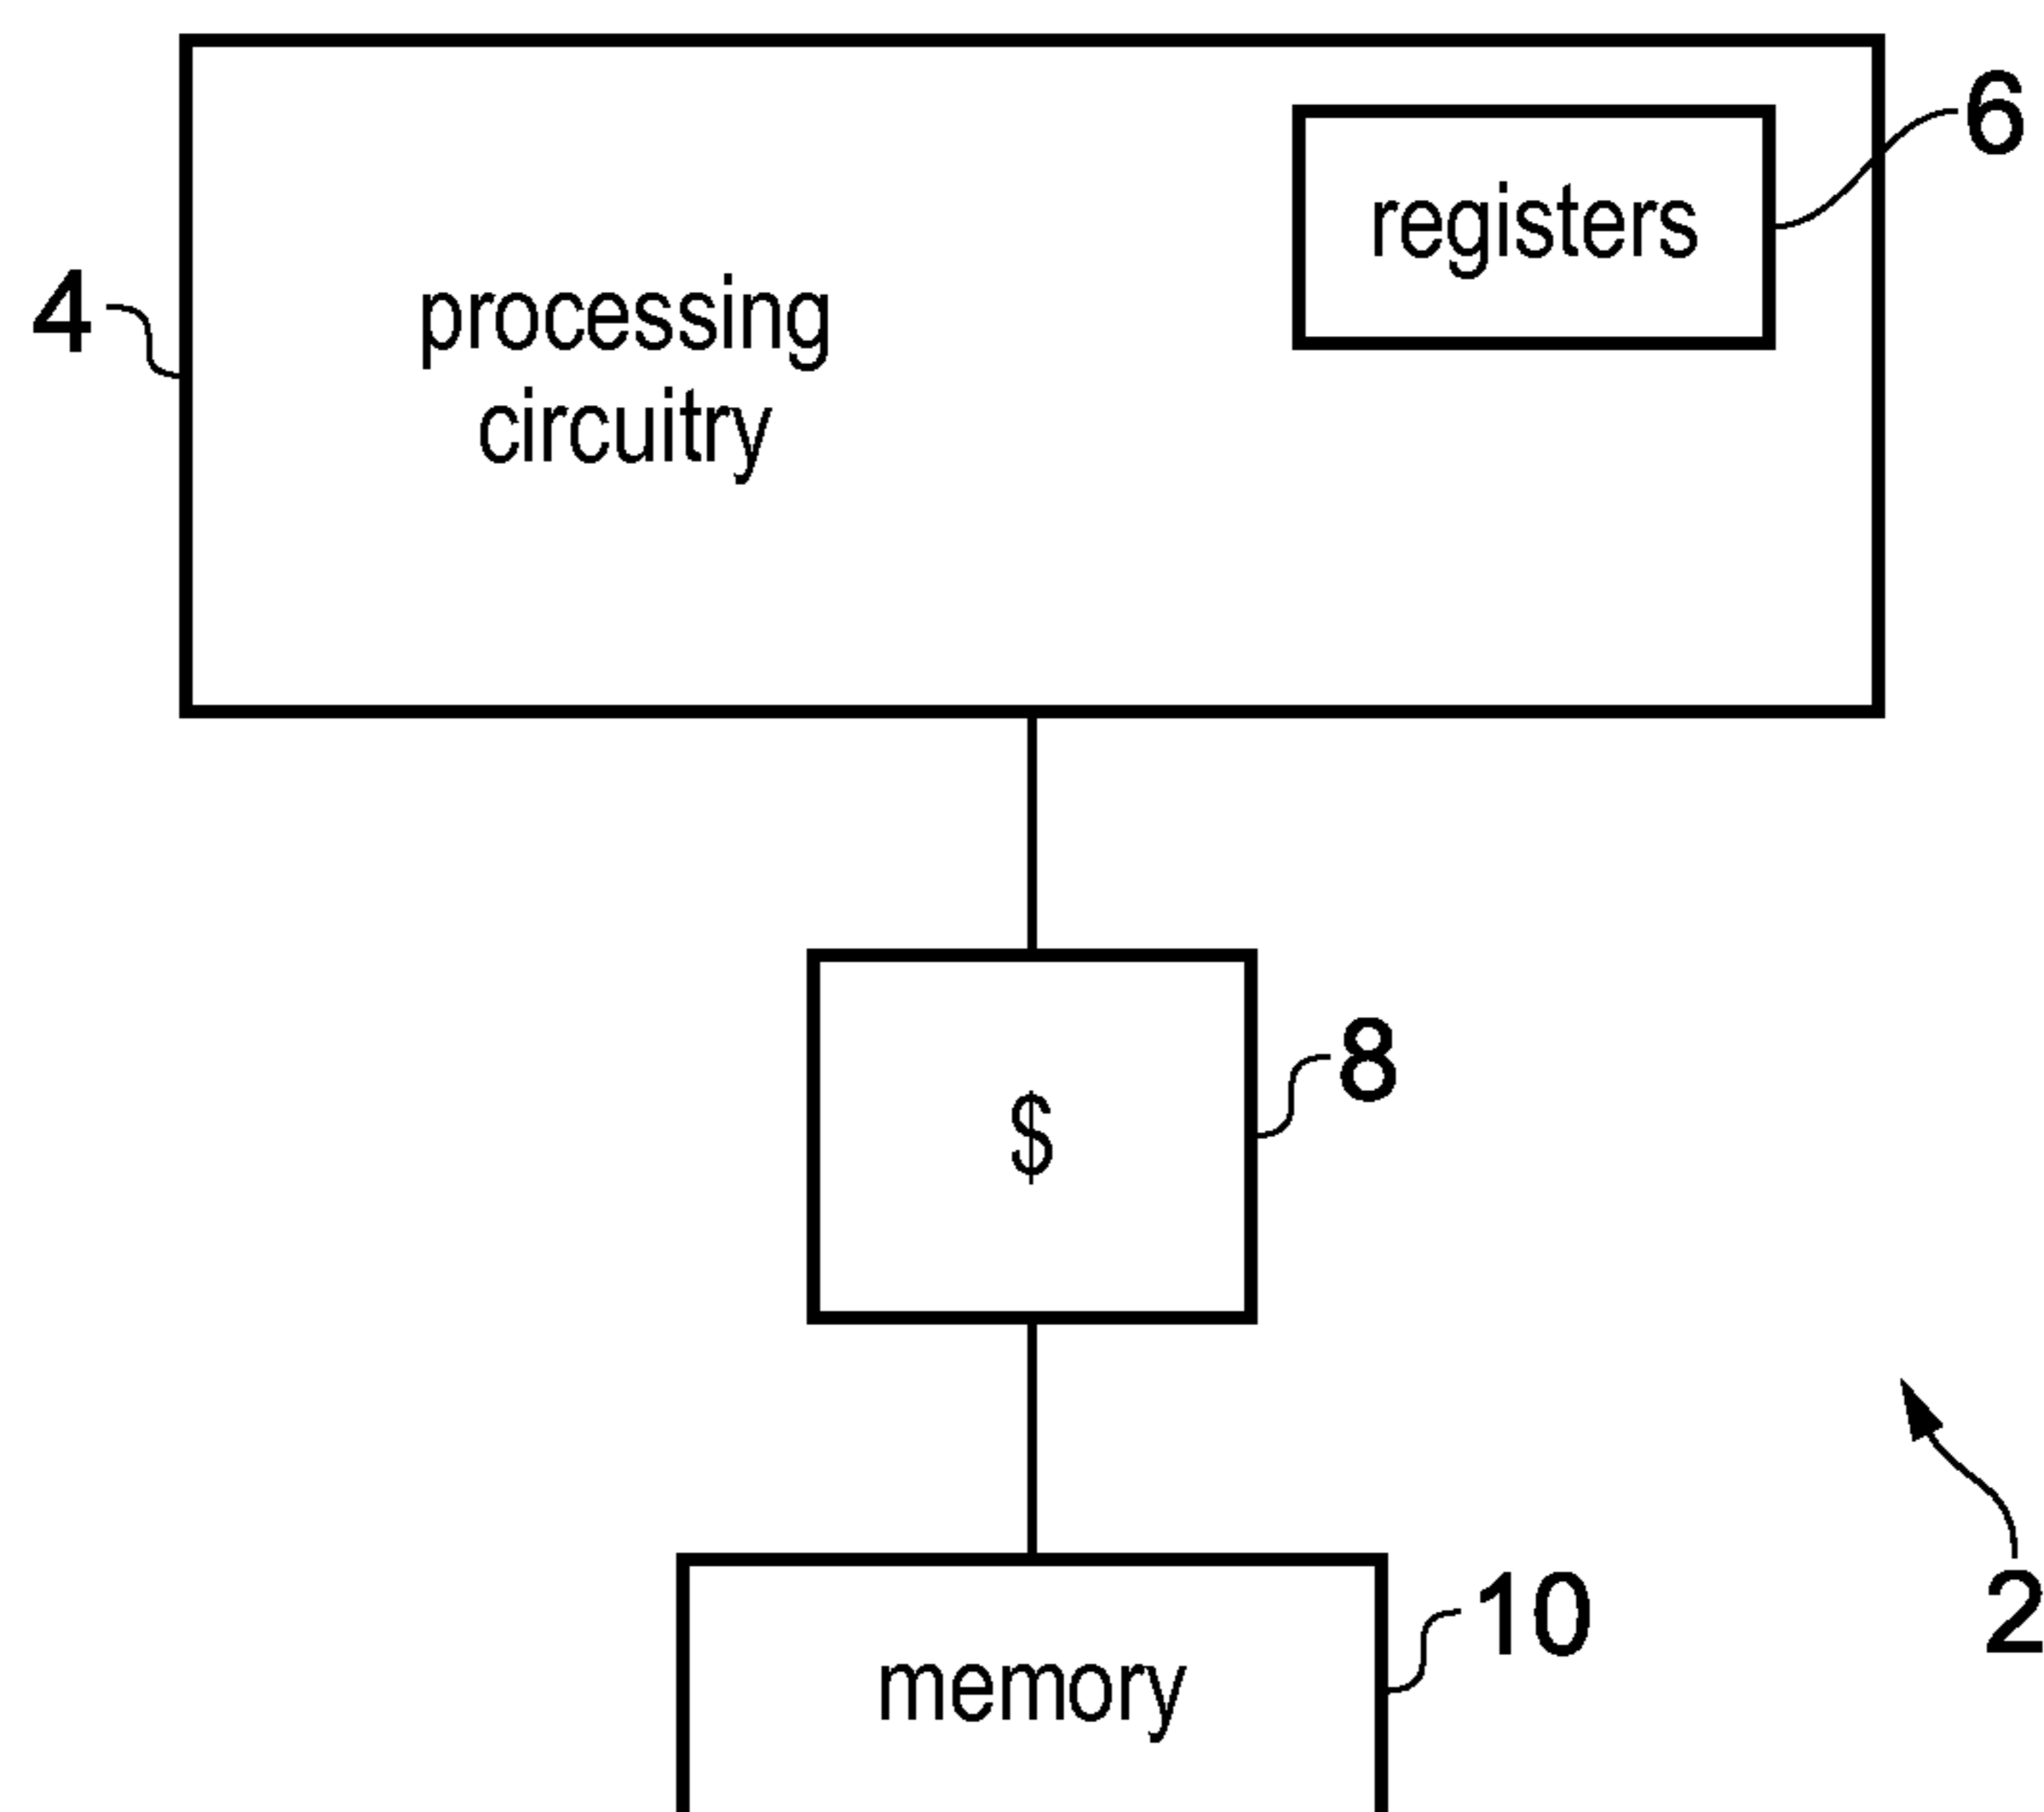 6
registers
4
processing
circuitry
8
$
10
2
memory